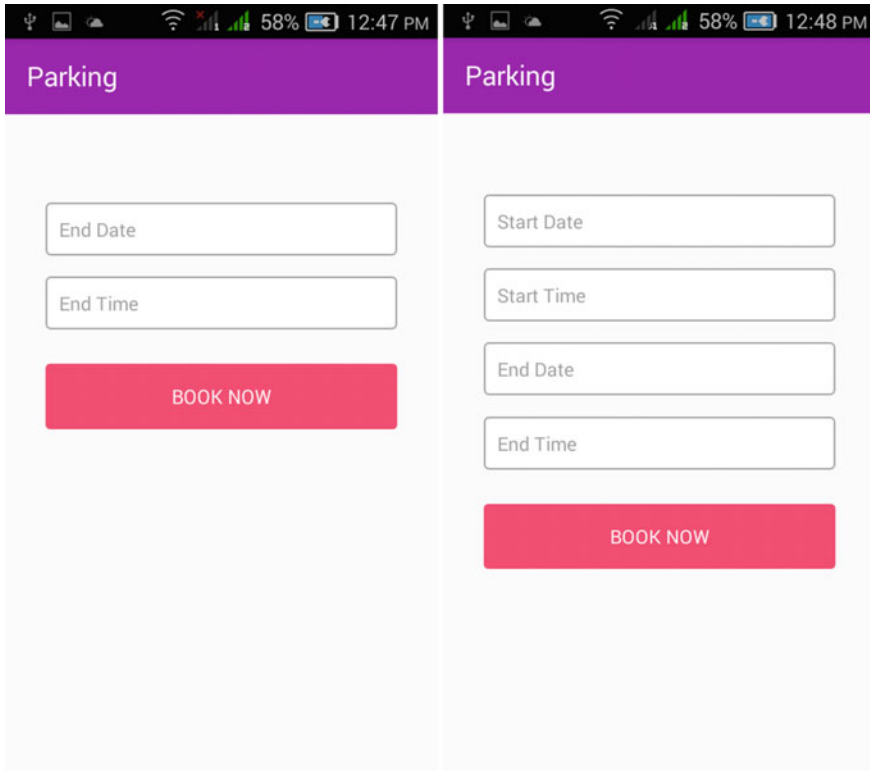 58% 12:47 PM
Parking
End Date
End Time
BOOK NOW
58% 12:48 PM
Parking
Start Date
Start Time
End Date
End Time
BOOK NOW